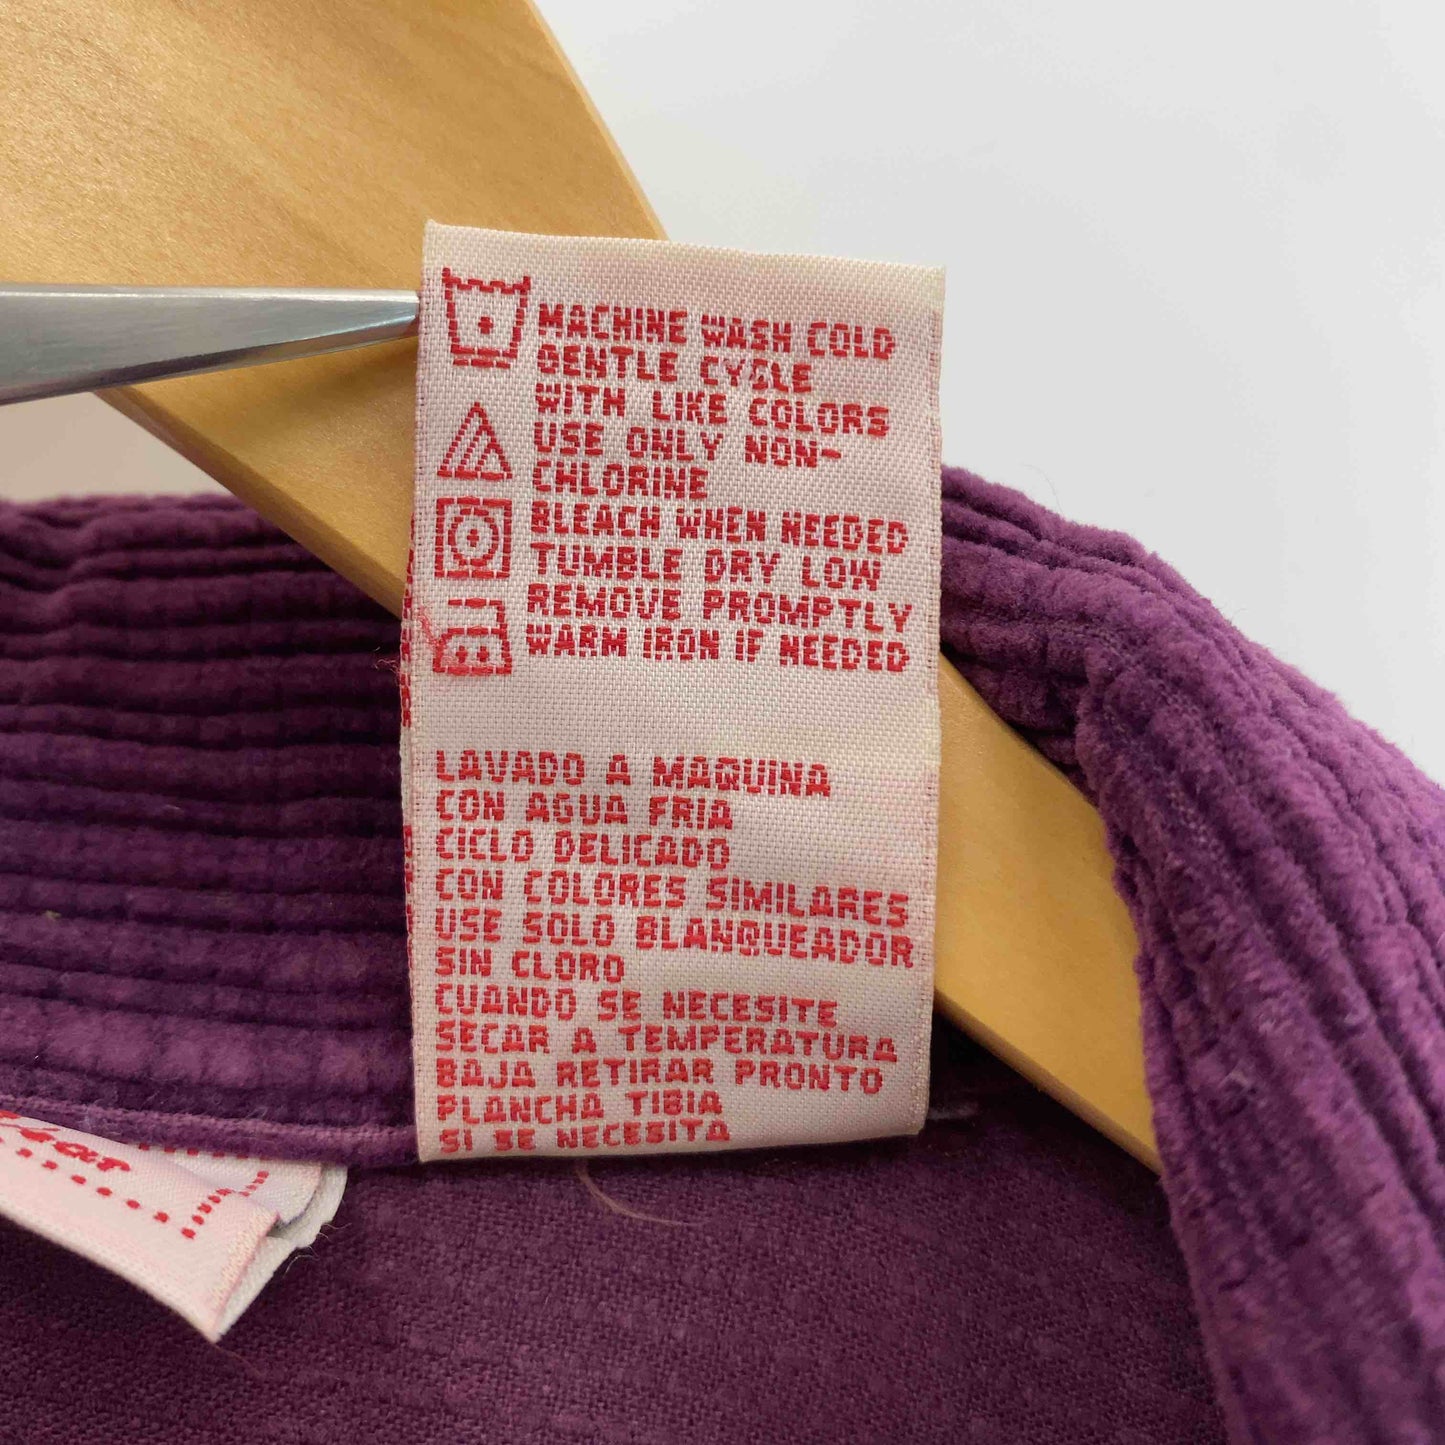 MACHINE WASH COLD
GENTLE CYCLE
WITH LIKE COLORS
USE ONLY NON-
CHLORINE
BLEACH WHEN NEEDED
TUMBLE DRY LOW
REMOVE PROMPTLY
WARM IRON IF NEEDED
LAVADO A MAQUINA
CON AGUA FRIA
CICLO DELICADO
CON COLORES SIMILARES
USE SOLO BLANQUEADOR
SIN CLORO
CUANDO SE NECESITE
SECAR A TEMPERATURA
BAJA RETIRAR PRONTO
PLANCHA TIBIA
SI SE NECESITA